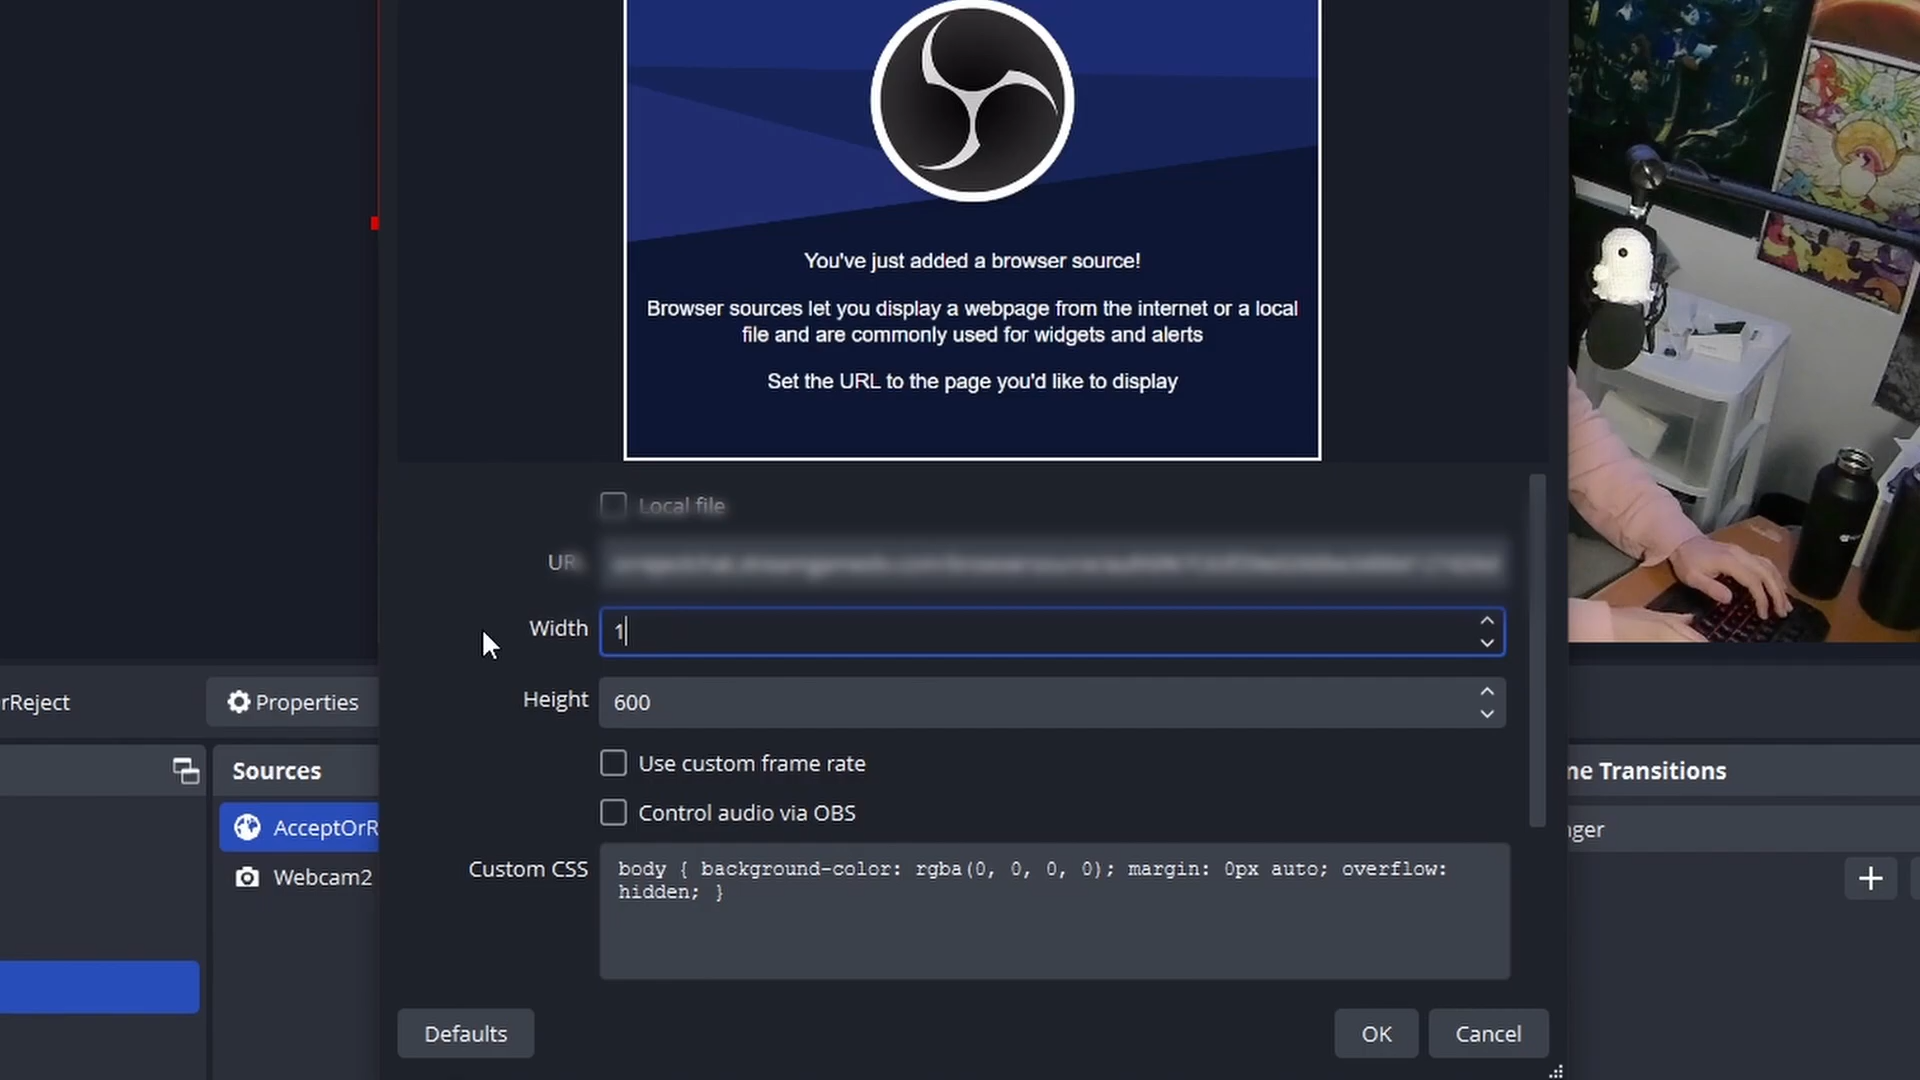 You've just added a browser source!
Browser sources let you display a webpage from the internet or a local
file and are commonly used for widgets and alerts
Set the URL to the page you'd like to display
Local file
URL
Width
1
Height
600
Use custom frame rate
Control audio via OBS
Custom CSS
body { background-color: rgba(0, 0, 0, 0); margin: 0px auto; overflow:
hidden; }
Defaults
OK
Cancel
rReject
Properties
Sources
AcceptOrR
Webcam2
ne Transitions
nger